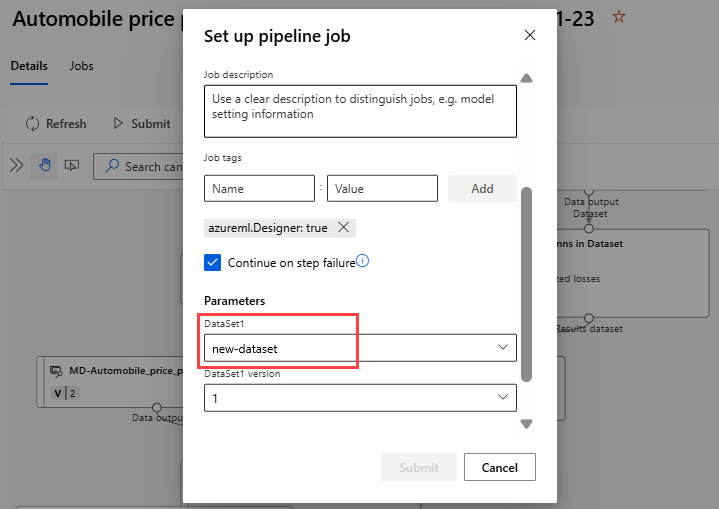 Automobile price p
1-23
Set up pipeline job
Details
Jobs
Job description
Use a clear description to distinguish jobs, e.g. model
setting information
Refresh
Submit
Job tags
Search can
Name
:
Value
Add
Data output
Dataset
azureml.Designer: true
nns in Dataset
Continue on step failure
zed losses
Parameters
DataSet1
Results dataset
new-dataset
MD-Automobile_price_p
DataSet1 version
V
2
1
Data outpu
Submit
Cancel